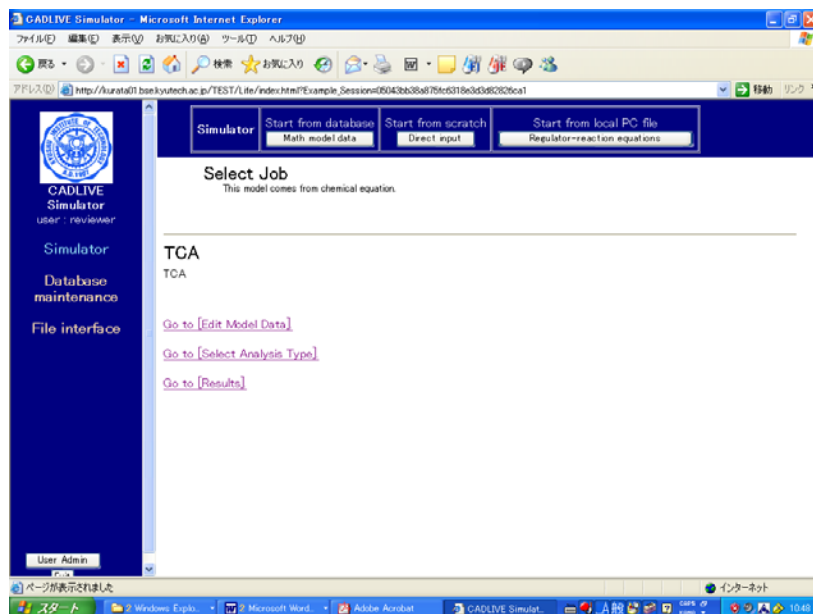 CADLIVE Simulator - Microsoft Internet Explorer
ファイル(F) 編集(E) 表示(V) お気に入り(A) ツール(T) ヘルプ(H)
戻る 検索 お気に入り
アドレス(D) 移動 リンク
Simulator
Start from database
Math model data
Start from scratch
Direct input
Start from local PC file
Regulator-reaction equations
CADLIVE
Simulator
user : reviewer
Simulator
Database
maintenance
File interface
User Admin
Select Job
This model comes from chemical equation.
TCA
TCA
Go to [Edit Model Data]
Go to [Select Analysis Type]
Go to [Results]
ページが表示されました インターネット
スタート 2 Windows Explo... 2 Microsoft Word... Adobe Acrobat CADLIVE Simulat... 10:48